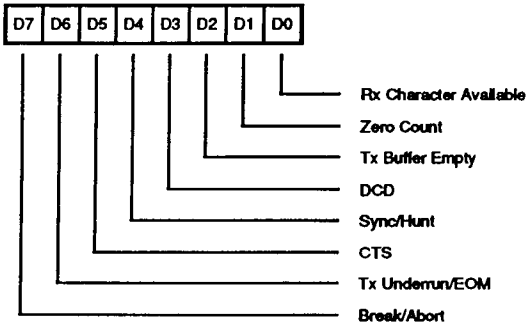 D7 D6 D5 D4 D3 D2 D1 D0
Rx Character Available
Zero Count
Tx Buffer Empty
DCD
Sync/Hunt
CTS
Tx Underrun/EOM
Break/Abort